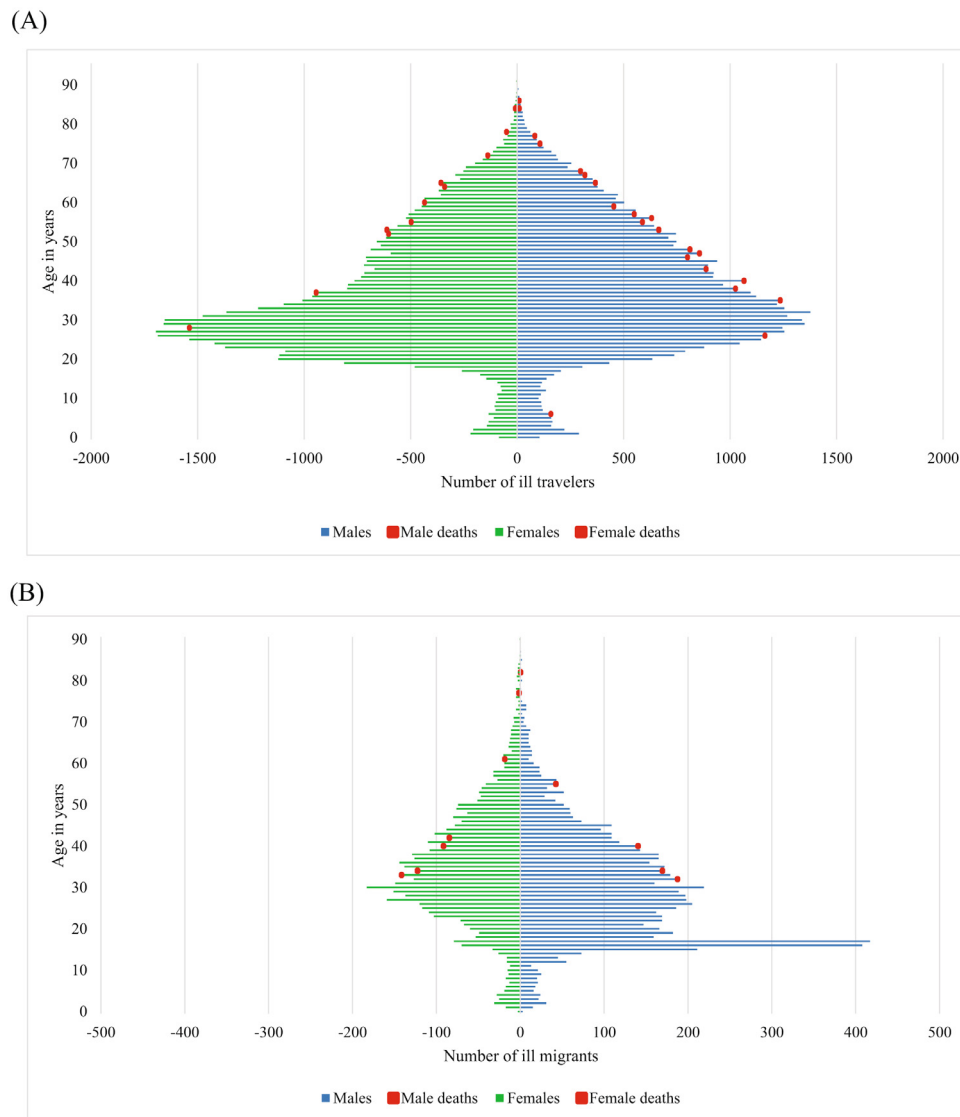 (A)
90
80
70
60
50
40
30
20
10
0
Age in years
-2000 -1500 -1000 -500 0 500 1000 1500 2000
Number of ill travelers
Males Male deaths Females Female deaths
(B)
90
80
70
60
50
40
30
20
10
0
Age in years
-500 -400 -300 -200 -100 0 100 200 300 400 500
Number of ill migrants
Males Male deaths Females Female deaths